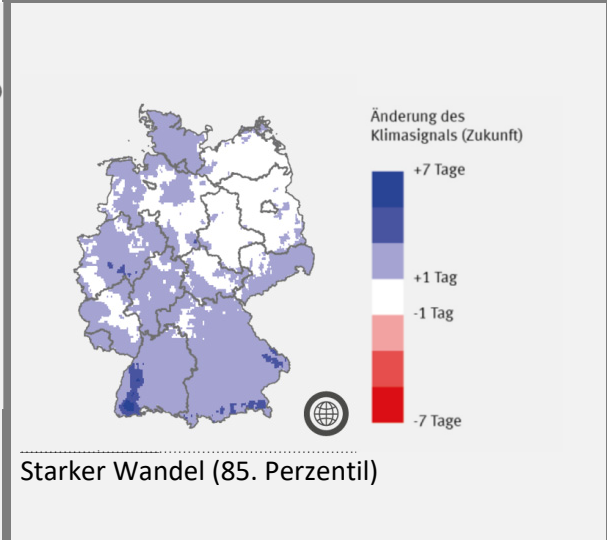 Änderung des
Klimasignals (Zukunft)
+7 Tage
+1 Tag
-1 Tag
-7 Tage
Starker Wandel (85. Perzentil)